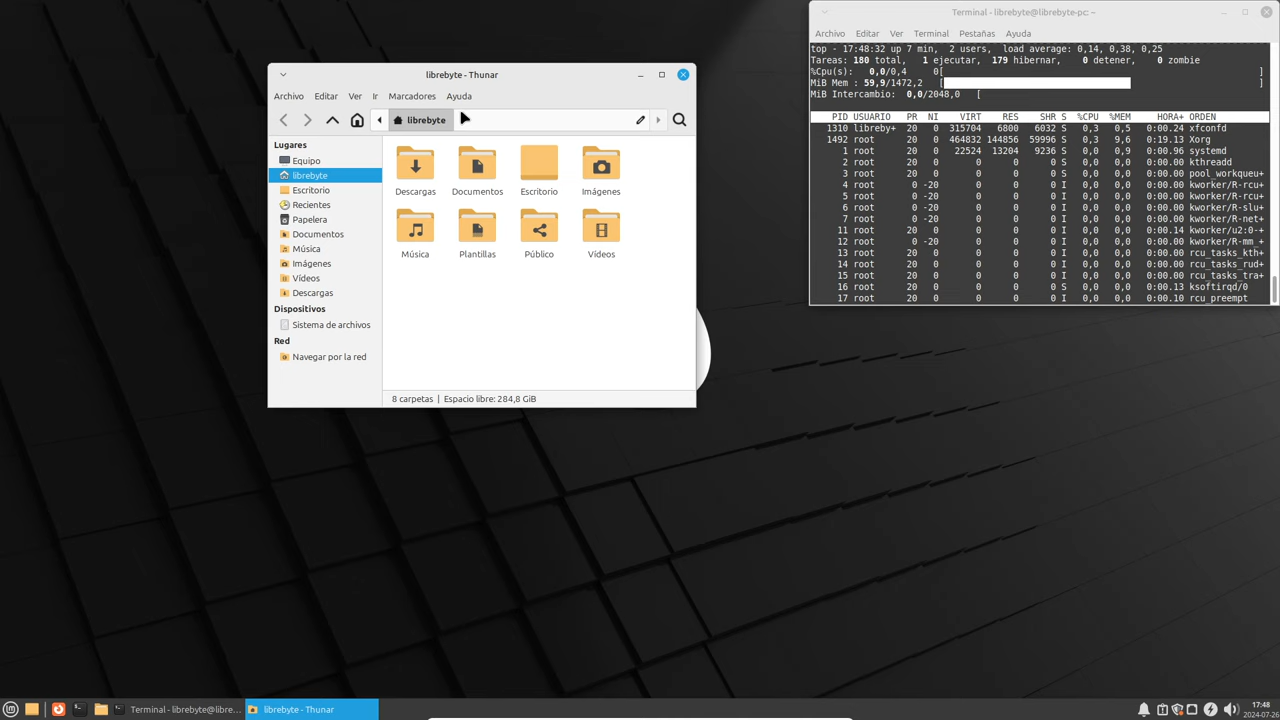 librebyte - Thunar
Archivo Editar Ver Ir Marcadores Ayuda
librebyte
Lugares
Equipo
librebyte
Escritorio
Recientes
Papelera
Documentos
Música
Imágenes
Vídeos
Descargas
Dispositivos
Sistema de archivos
Red
Navegar por la red
Descargas Documentos Escritorio Imágenes
Música Plantillas Público Vídeos
8 carpetas | Espacio libre: 284,8 GiB
Terminal - librebyte@librebyte-pc: ~
Archivo Editar Ver Terminal Pestañas Ayuda
top - 17:48:32 up 7 min, 2 users, load average: 0,14, 0,38, 0,25
Tareas: 180 total, 1 ejecutar, 179 hibernar, 0 detener, 0 zombie
%Cpu(s): 0,0/0,4 0[ ]
MiB Mem : 59,9/1472,2 [ ]
MiB Intercambio: 0,0/2048,0 [ ]
PID USUARIO PR NI VIRT RES SHR S %CPU %MEM HORA+ ORDEN
1310 libreby+ 20 0 315704 6800 6032 S 0,3 0,5 0:00.24 xfconfd
1492 root 20 0 464832 144856 59996 S 0,3 9,6 0:19.13 Xorg
1 root 20 0 22524 13204 9236 S 0,0 0,9 0:00.96 systemd
2 root 20 0 0 0 0 S 0,0 0,0 0:00.00 kthreadd
3 root 20 0 0 0 0 S 0,0 0,0 0:00.00 pool_workqueu+
4 root 0 -20 0 0 0 I 0,0 0,0 0:00.00 kworker/R-rcu+
5 root 0 -20 0 0 0 I 0,0 0,0 0:00.00 kworker/R-rcu+
6 root 0 -20 0 0 0 I 0,0 0,0 0:00.00 kworker/R-slu+
7 root 0 -20 0 0 0 I 0,0 0,0 0:00.00 kworker/R-net+
11 root 20 0 0 0 0 I 0,0 0,0 0:00.14 kworker/u2:0-+
12 root 0 -20 0 0 0 I 0,0 0,0 0:00.00 kworker/R-mm_+
13 root 20 0 0 0 0 I 0,0 0,0 0:00.00 rcu_tasks_kth+
14 root 20 0 0 0 0 I 0,0 0,0 0:00.00 rcu_tasks_rud+
15 root 20 0 0 0 0 I 0,0 0,0 0:00.00 rcu_tasks_tra+
16 root 20 0 0 0 0 S 0,0 0,0 0:00.13 ksoftirqd/0
17 root 20 0 0 0 0 I 0,0 0,0 0:00.10 rcu_preempt
Terminal - librebyte@libre...
librebyte - Thunar
17:48
2024-07-26